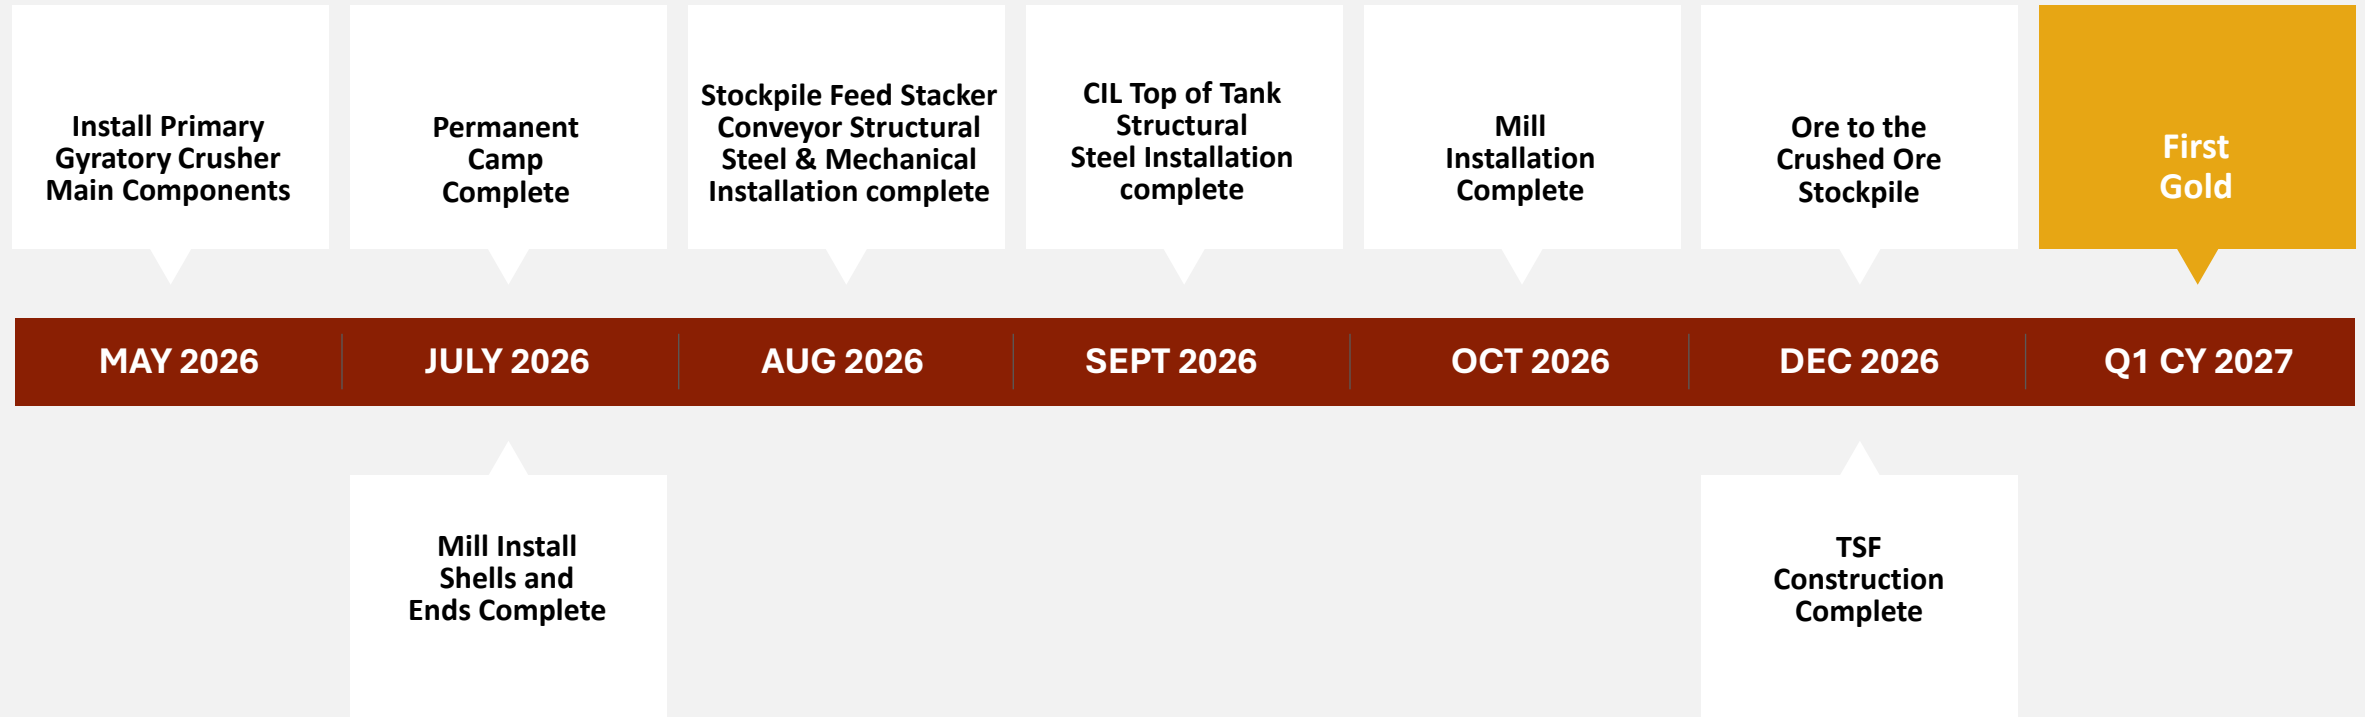 Install Primary
Gyratory Crusher
Main Components
Permanent
Camp
Complete
Stockpile Feed Stacker
Conveyor Structural
Steel & Mechanical
Installation complete
CIL Top of Tank
Structural
Steel Installation
complete
Mill
Installation
Complete
Ore to the
Crushed Ore
Stockpile
First
Gold
MAY 2026
JULY 2026
AUG 2026
SEPT 2026
OCT 2026
DEC 2026
Q1 CY 2027
Mill Install
Shells and
Ends Complete
TSF
Construction
Complete